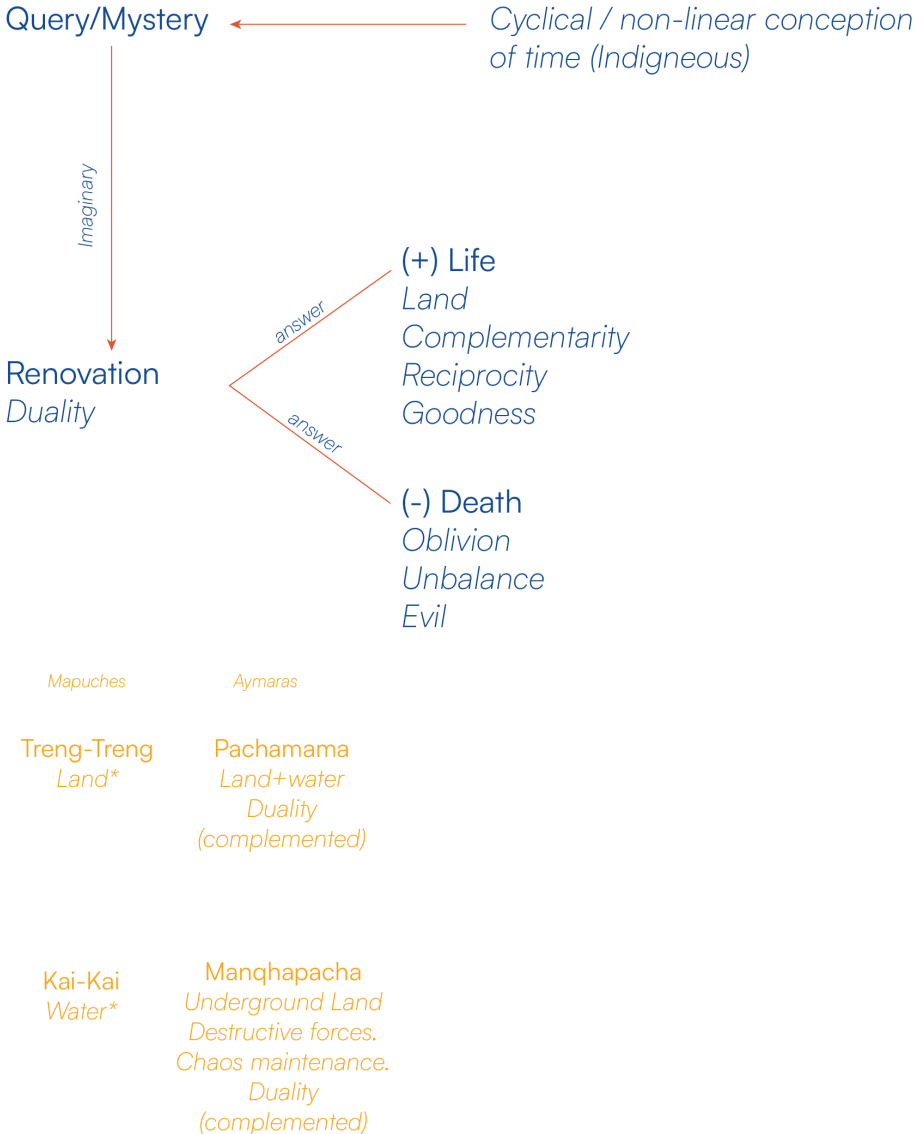 Query/Mystery
Cyclical / non-linear conception
of time (Indigneous)
Imaginary
Renovation
Duality
answer
(+) Life
Land
Complementarity
Reciprocity
Goodness
answer
(-) Death
Oblivion
Unbalance
Evil
Mapuches
Aymaras
Treng-Treng
Land*
Pachamama
Land+water
Duality
(complemented)
Kai-Kai
Water*
Manqhapacha
Underground Land
Destructive forces.
Chaos maintenance.
Duality
(complemented)